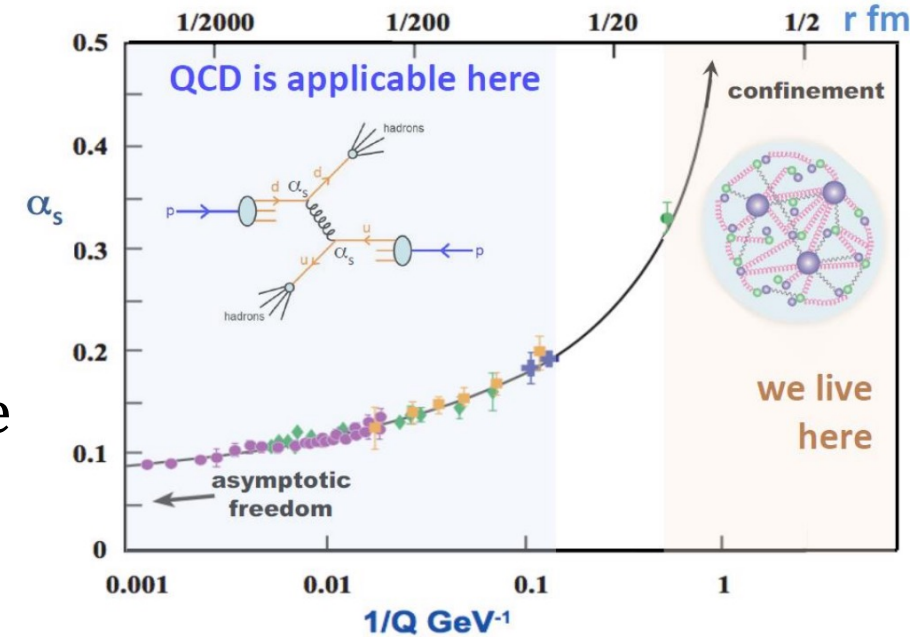 1/2000 1/200 1/20 1/2 r fm
0.5
QCD is applicable here
confinement
hadrons
0.4
d
d
αs
p
αs
0.3
u
u
αs
p
hadrons
0.2
we live
here
e
0.1
asymptotic
freedom
0
0.001 0.01 0.1 1
1/Q GeV-1